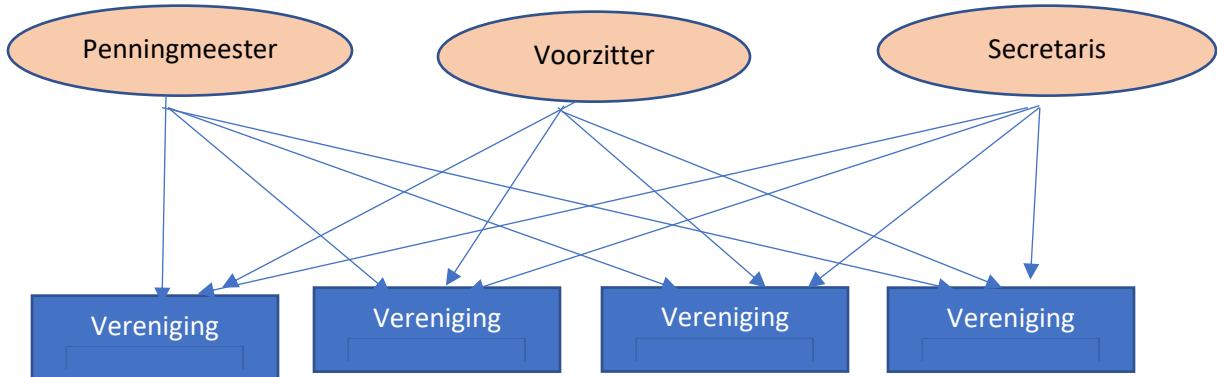 Penningmeester
Voorzitter
Secretaris
Vereniging
Vereniging
Vereniging
Vereniging